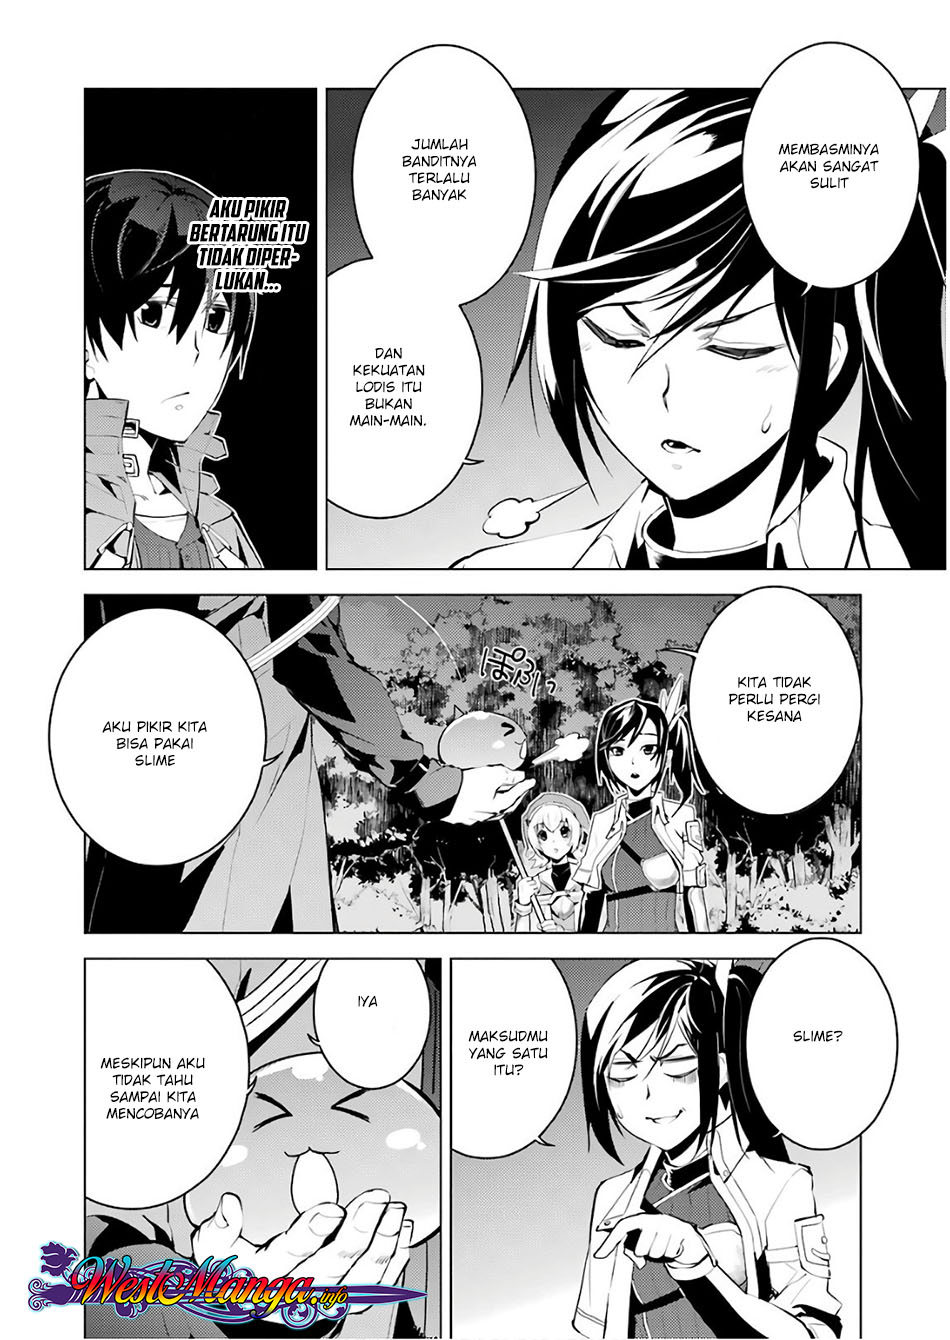 MEMBASMINYA
AKAN SANGAT
SULIT
JUMLAH
BANDITNYA
TERLALU
BANYAK
DAN
KEKUATAN
LODIS ITU
BUKAN
MAIN-MAIN.
AKU PIKIR
BERTARUNG ITU
TIDAK DIPER-
LUKAN...
KITA TIDAK
PERLU PERGI
KESANA
ぽふっ
AKU PIKIR KITA
BISA PAKAI
SLIME
SLIME?
MAKSUDMU
YANG SATU
ITU?
IYA
MESKIPUN AKU
TIDAK TAHU
SAMPAI KITA
MENCOBANYA
WestManga.info